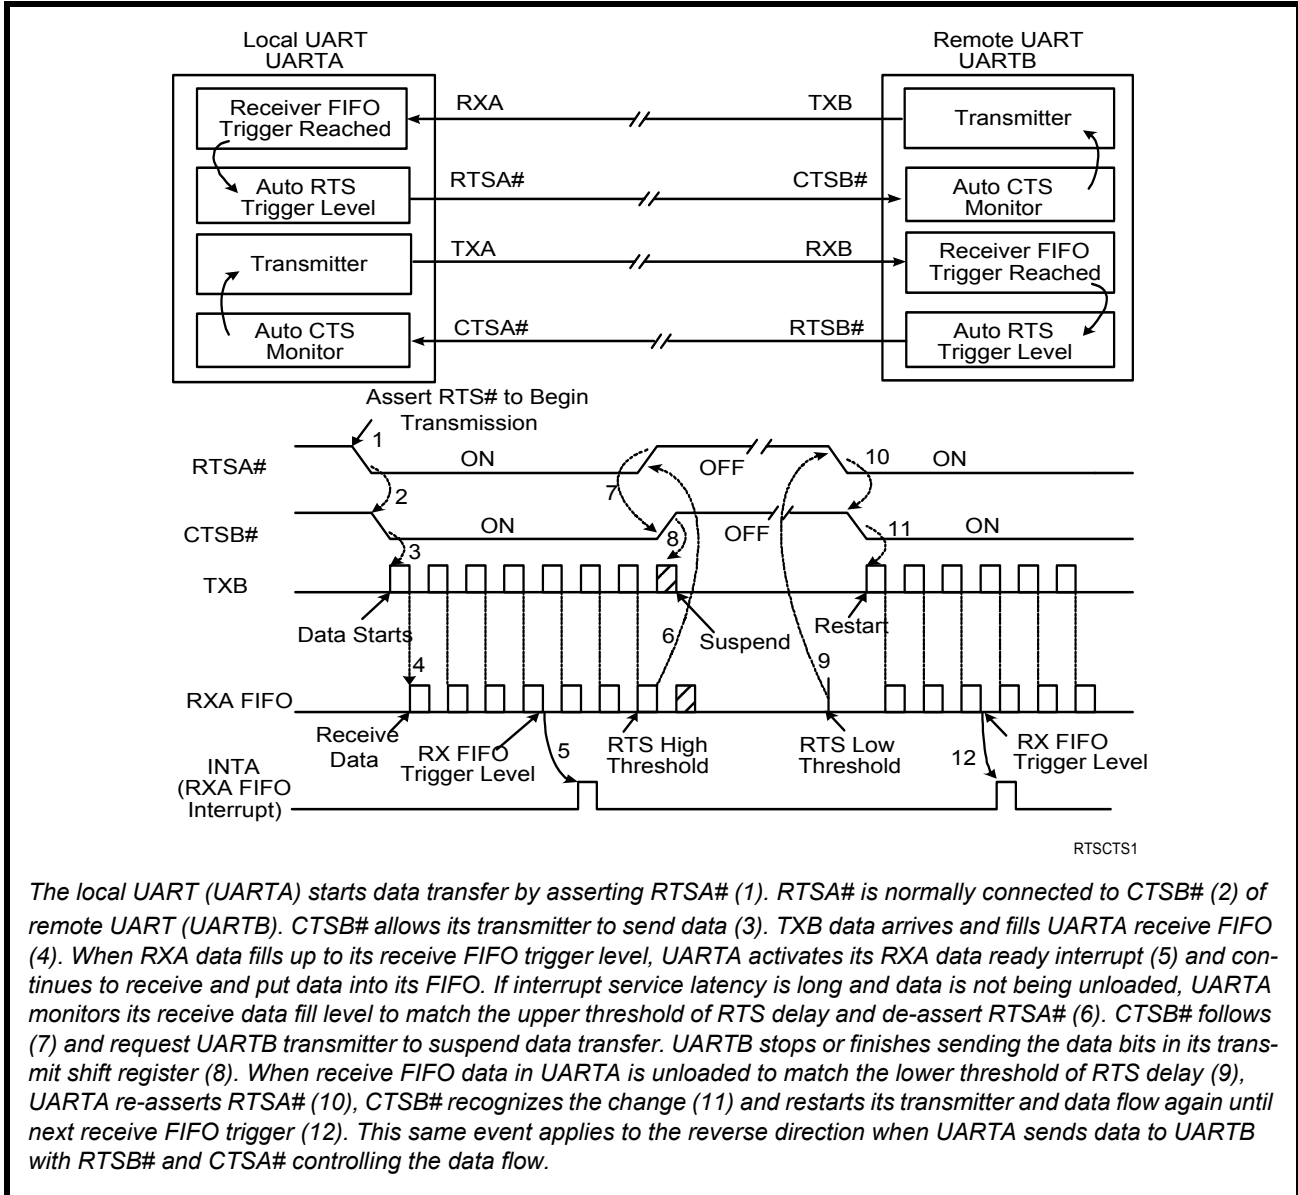 Local UART
UARTA
Remote UART
UARTB
Receiver FIFO
Trigger Reached
RXA
TXB
Transmitter
Auto RTS
Trigger Level
RTSA#
CTSB#
Auto CTS
Monitor
Transmitter
TXA
RXB
Receiver FIFO
Trigger Reached
Auto CTS
Monitor
CTSA#
RTSB#
Auto RTS
Trigger Level
Assert RTS# to Begin
Transmission
1
RTSA#
ON
OFF
10
ON
2
7
CTSB#
ON
8
OFF
11
ON
3
TXB
Data Starts
6
Suspend
Restart
4
9
RXA FIFO
Receive
Data
RX FIFO
Trigger Level
5
RTS High
Threshold
RTS Low
Threshold
12
RX FIFO
Trigger Level
INTA
(RXA FIFO
Interrupt)
RTSCTS1
The local UART (UARTA) starts data transfer by asserting RTSA# (1). RTSA# is normally connected to CTSB# (2) of
remote UART (UARTB). CTSB# allows its transmitter to send data (3). TXB data arrives and fills UARTA receive FIFO
(4). When RXA data fills up to its receive FIFO trigger level, UARTA activates its RXA data ready interrupt (5) and con-
tinues to receive and put data into its FIFO. If interrupt service latency is long and data is not being unloaded, UARTA
monitors its receive data fill level to match the upper threshold of RTS delay and de-assert RTSA# (6). CTSB# follows
(7) and request UARTB transmitter to suspend data transfer. UARTB stops or finishes sending the data bits in its trans-
mit shift register (8). When receive FIFO data in UARTA is unloaded to match the lower threshold of RTS delay (9),
UARTA re-asserts RTSA# (10), CTSB# recognizes the change (11) and restarts its transmitter and data flow again until
next receive FIFO trigger (12). This same event applies to the reverse direction when UARTA sends data to UARTB
with RTSB# and CTSA# controlling the data flow.